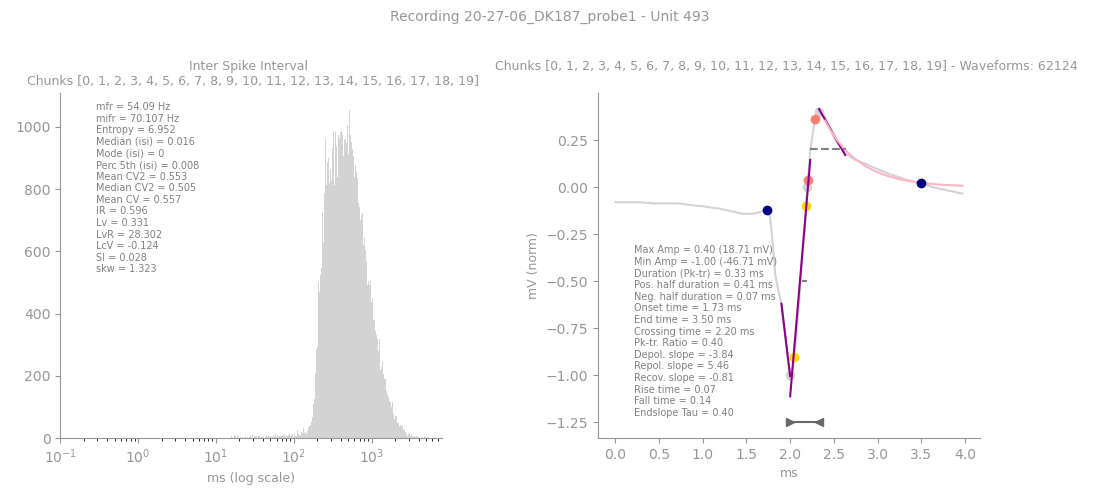 Recording 20-27-06_DK187_probe1 - Unit 493
Inter Spike Interval
Chunks [0, 1, 2, 3, 4, 5, 6, 7, 8, 9, 10, 11, 12, 13, 14, 15, 16, 17, 18, 19]
mfr = 54.09 Hz
mifr = 70.107 Hz
Entropy = 6.952
Median (isi) = 0.016
Mode (isi) = 0
Perc 5th (isi) = 0.008
Mean CV2 = 0.553
Median CV2 = 0.505
Mean CV = 0.557
IR = 0.596
Lv = 0.331
LvR = 28.302
LcV = -0.124
SI = 0.028
skw = 1.323
1000
800
600
400
200
0
10⁻¹ 10⁰ 10¹ 10² 10³
ms (log scale)
Chunks [0, 1, 2, 3, 4, 5, 6, 7, 8, 9, 10, 11, 12, 13, 14, 15, 16, 17, 18, 19] - Waveforms: 62124
mV (norm)
0.25
0.00
−0.25
−0.50
−0.75
−1.00
−1.25
Max Amp = 0.40 (18.71 mV)
Min Amp = -1.00 (-46.71 mV)
Duration (Pk-tr) = 0.33 ms
Pos. half duration = 0.41 ms
Neg. half duration = 0.07 ms
Onset time = 1.73 ms
End time = 3.50 ms
Crossing time = 2.20 ms
Pk-tr. Ratio = 0.40
Depol. slope = -3.84
Repol. slope = 5.46
Recov. slope = -0.81
Rise time = 0.07
Fall time = 0.14
Endslope Tau = 0.40
0.0 0.5 1.0 1.5 2.0 2.5 3.0 3.5 4.0
ms